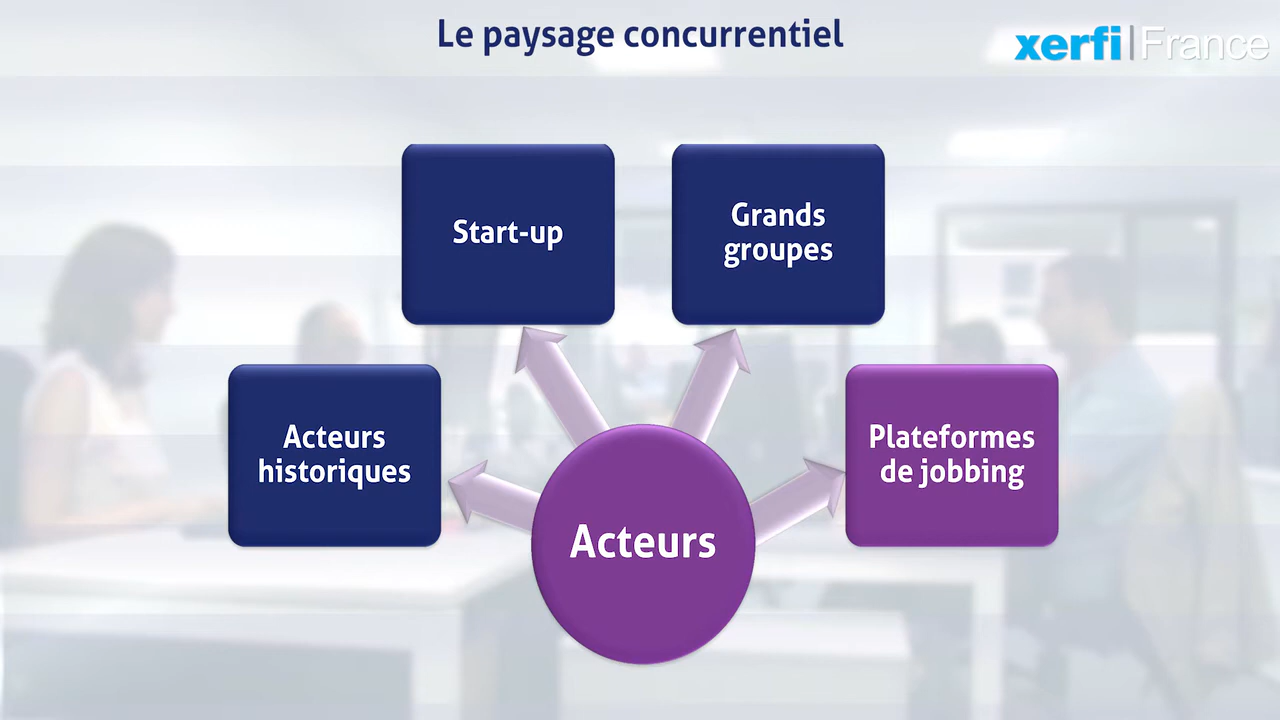 Le paysage concurrentiel
xerfi|France
Start-up
Grands
groupes
Acteurs
historiques
Plateformes
de jobbing
Acteurs